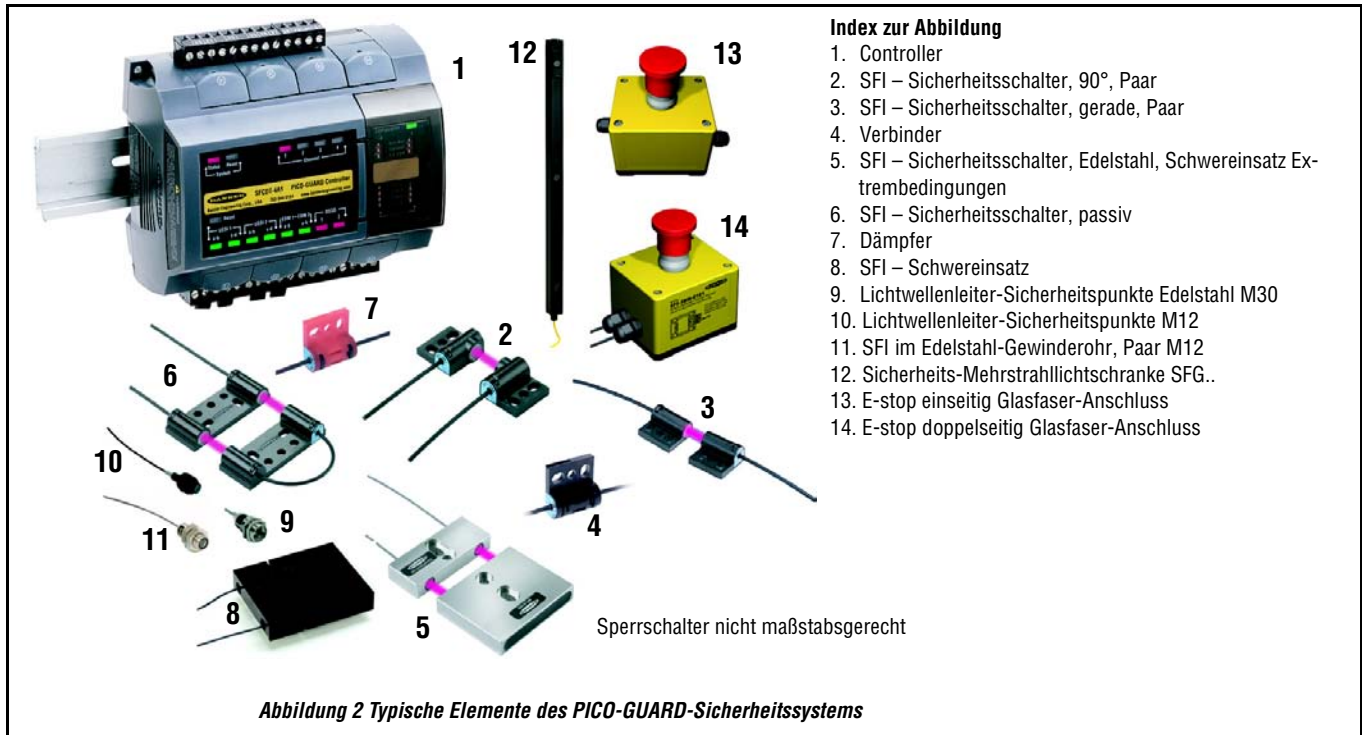 Index zur Abbildung
1. Controller
2. SFI – Sicherheitsschalter, 90°, Paar
3. SFI – Sicherheitsschalter, gerade, Paar
4. Verbinder
5. SFI – Sicherheitsschalter, Edelstahl, Schwereinsatz Ex-
trembedingungen
6. SFI – Sicherheitsschalter, passiv
7. Dämpfer
8. SFI – Schwereinsatz
9. Lichtwellenleiter-Sicherheitspunkte Edelstahl M30
10. Lichtwellenleiter-Sicherheitspunkte M12
11. SFI im Edelstahl-Gewinderohr, Paar M12
12. Sicherheits-Mehrstrahllichtschranke SFG..
13. E-stop einseitig Glasfaser-Anschluss
14. E-stop doppelseitig Glasfaser-Anschluss
1
12
13
14
PICO-GUARD Controller
7
2
6
3
10
11
9
4
8
5
Sperrschalter nicht maßstabsgerecht
Abbildung 2 Typische Elemente des PICO-GUARD-Sicherheitssystems